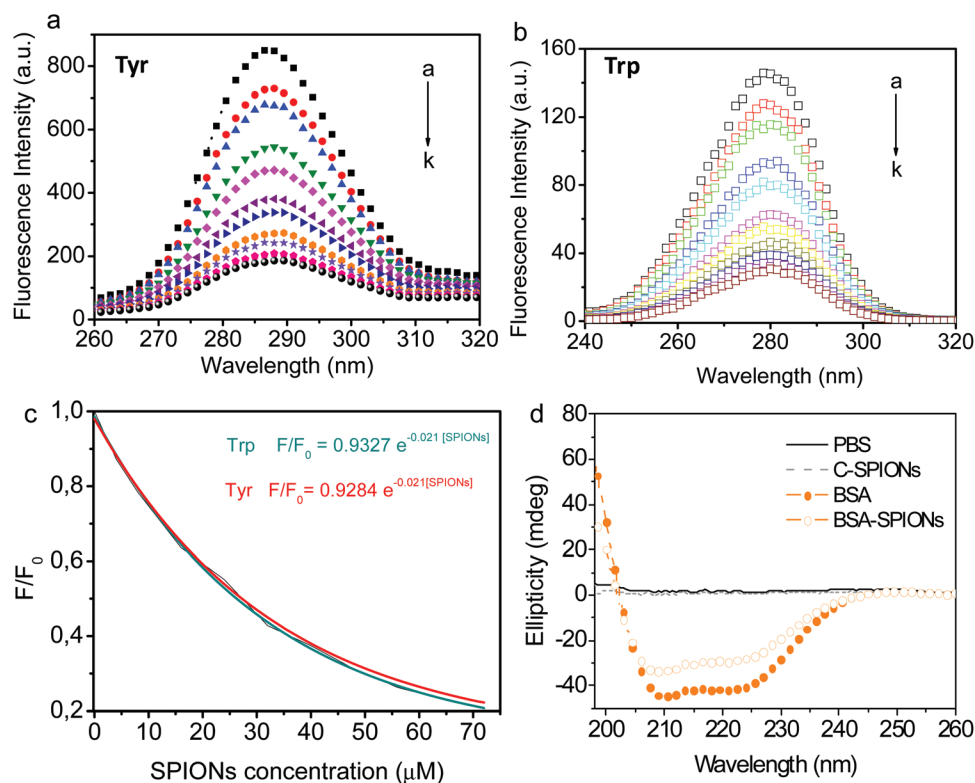 a
Fluorescence Intensity (a.u.)
800
600
400
200
0
Tyr
a
k
260 270 280 290 300 310 320
Wavelength (nm)
b
Fluorescence Intensity (a.u.)
160
120
80
40
0
Trp
a
k
240 260 280 300 320
Wavelength (nm)
c
F/F0
1,0
0,8
0,6
0,4
0,2
Trp F/F0 = 0.9327 e-0.021 [SPIONs]
Tyr F/F0 = 0.9284 e-0.021[SPIONs]
0 10 20 30 40 50 60 70
SPIONs concentration (μM)
d
Ellipticity (mdeg)
80
60
40
20
0
-20
-40
PBS
C-SPIONs
BSA
BSA-SPIONs
200 210 220 230 240 250 260
Wavelength (nm)